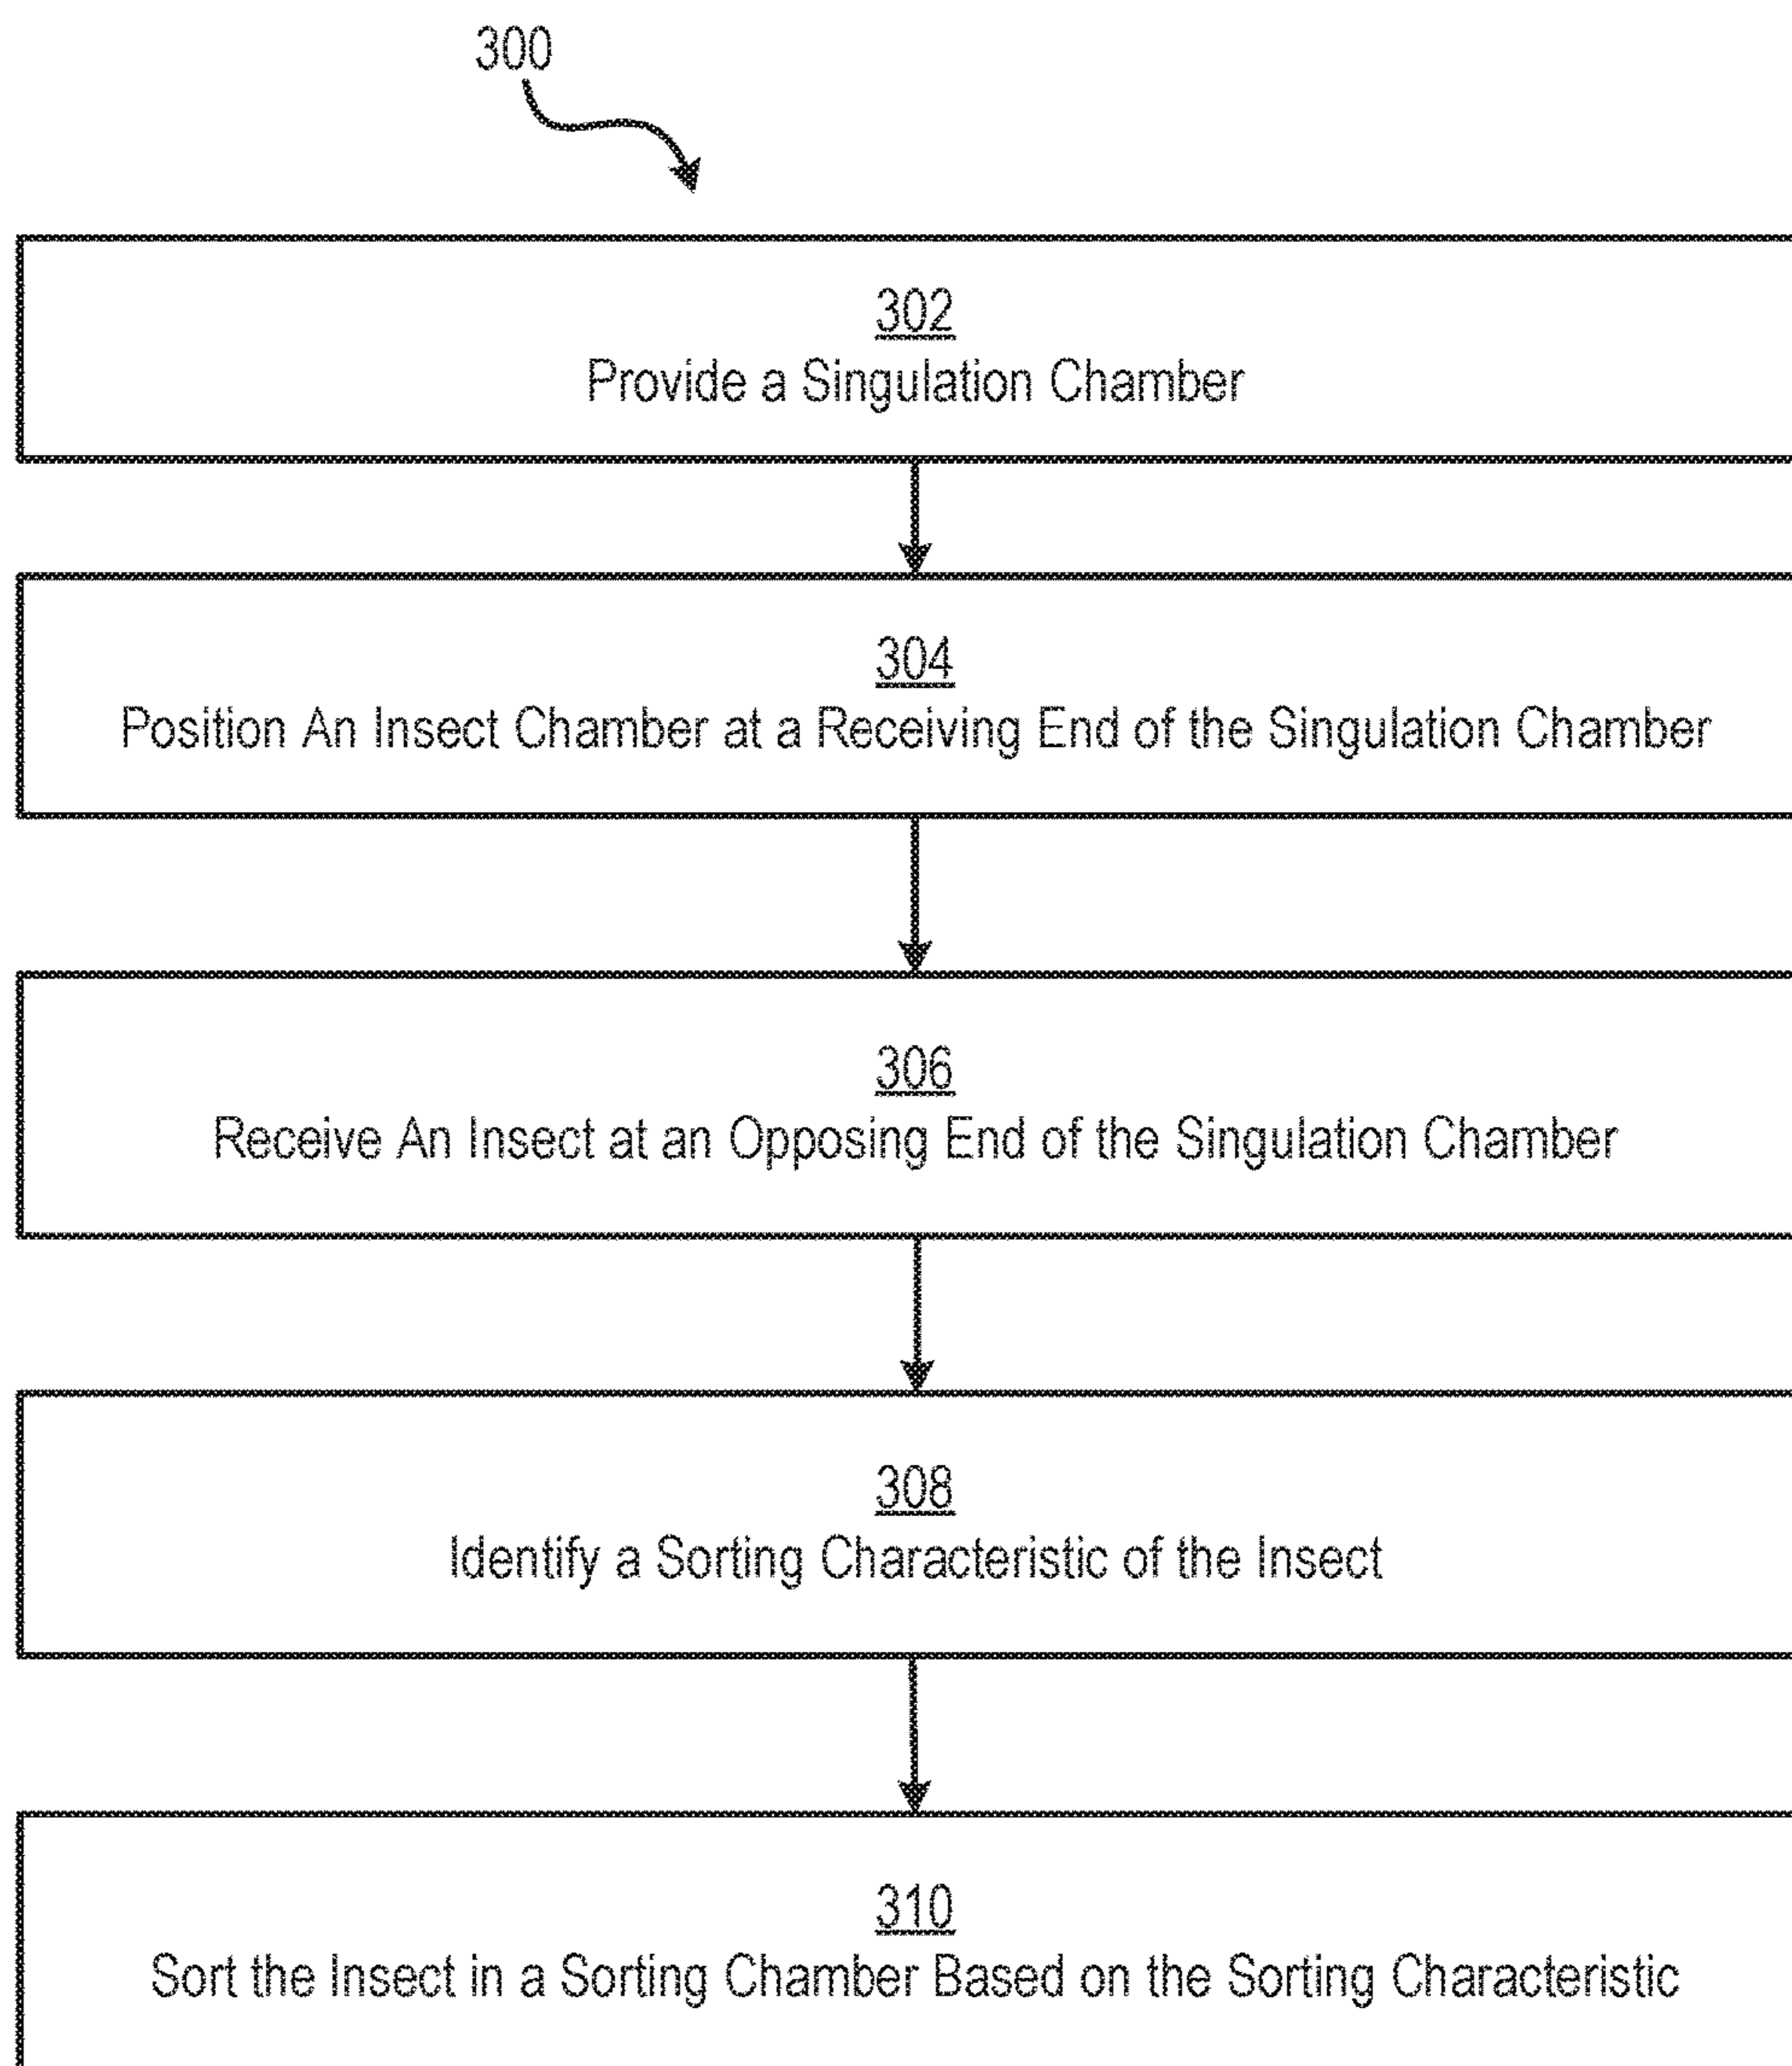 300
302
Provide a Singulation Chamber
304
Position An Insect Chamber at a Receiving End of the Singulation Chamber
306
Receive An Insect at an Opposing End of the Singulation Chamber
308
Identify a Sorting Characteristic of the Insect
310
Sort the Insect in a Sorting Chamber Based on the Sorting Characteristic